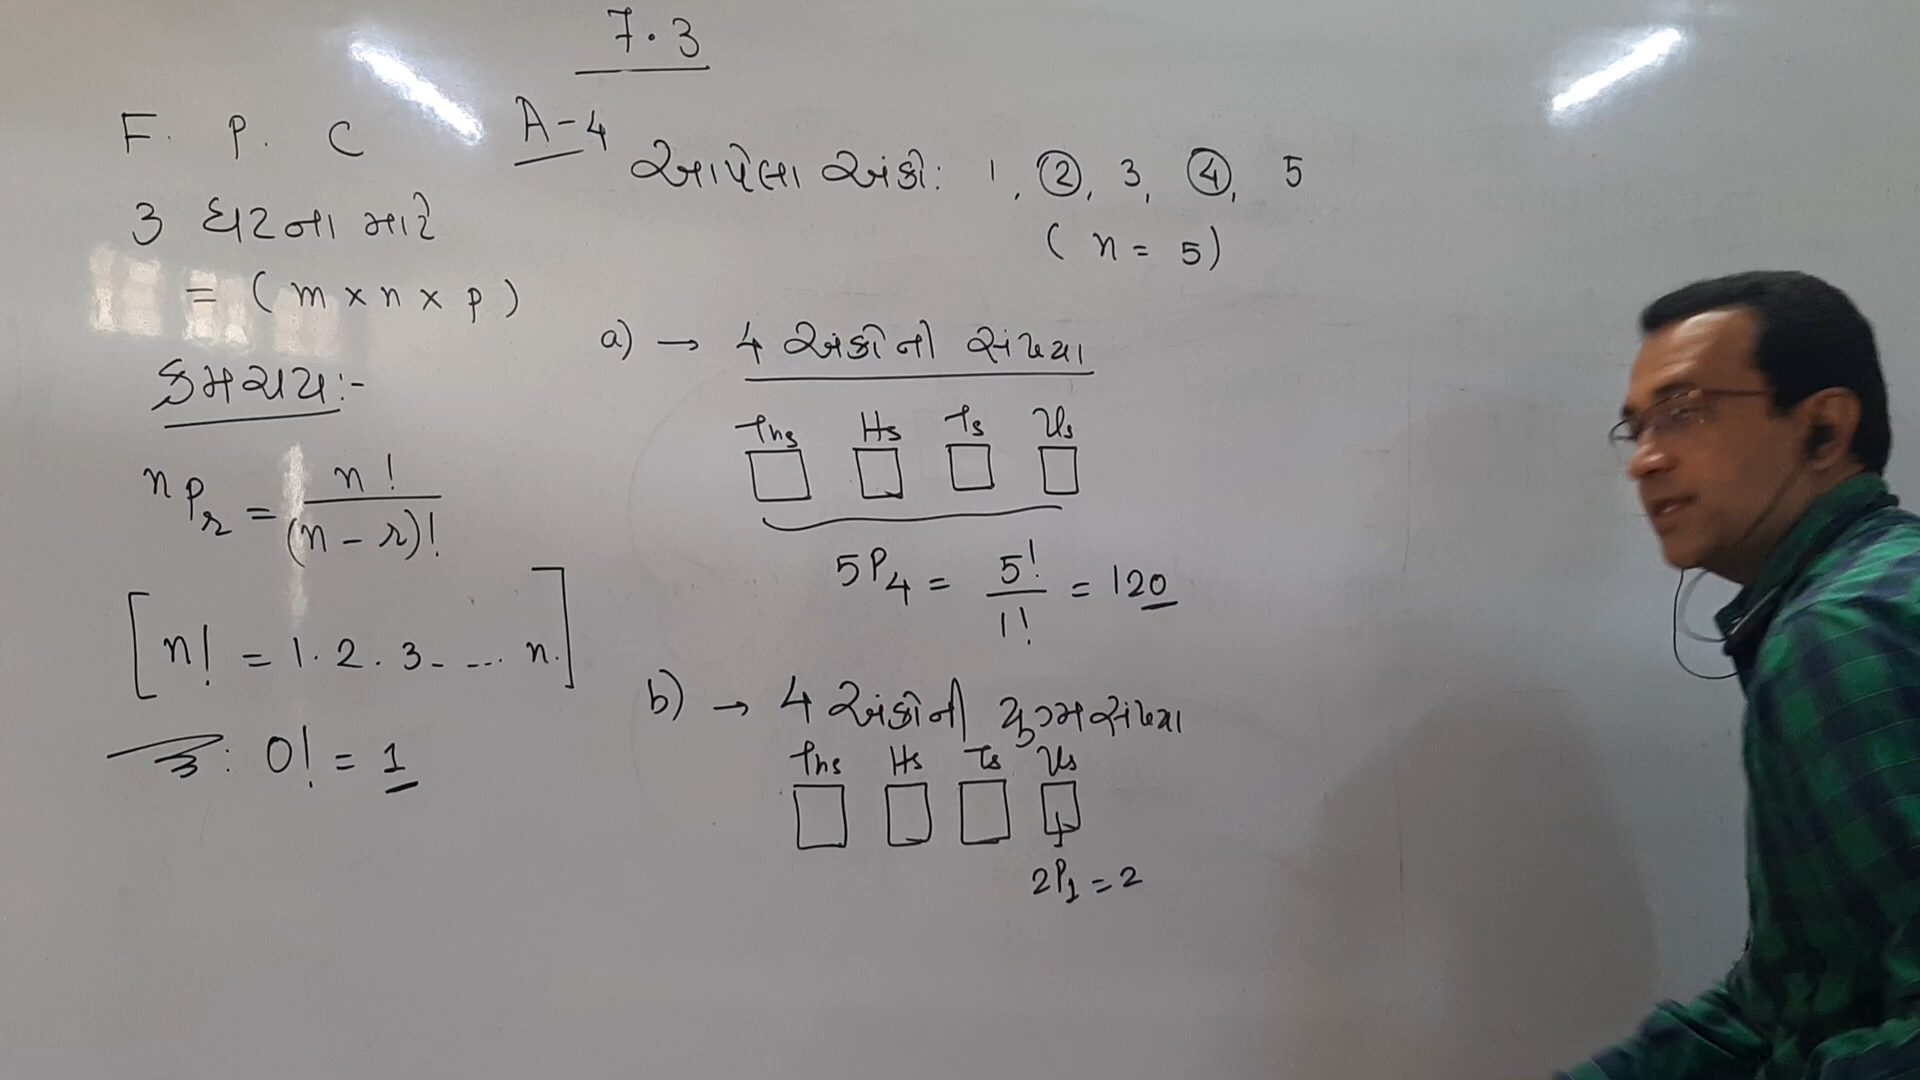 7.3
F. P. C
3 ઘટના માટે
= (m x n x p)
ક્રમચય:-
nPr = n! / (n - r)!
[n! = 1.2.3- --- n.]
0! = 1
A-4
આપેલા અંકો: 1, 2, 3, 4, 5
(n = 5)
a) → 4 અંકોની સંખ્યા
Ths Hs Ts Us
5P4 = 5! / 1! = 120
b) → 4 અંકોની યુગ્મ સંખ્યા
Ths Hs Ts Us
2P1 = 2